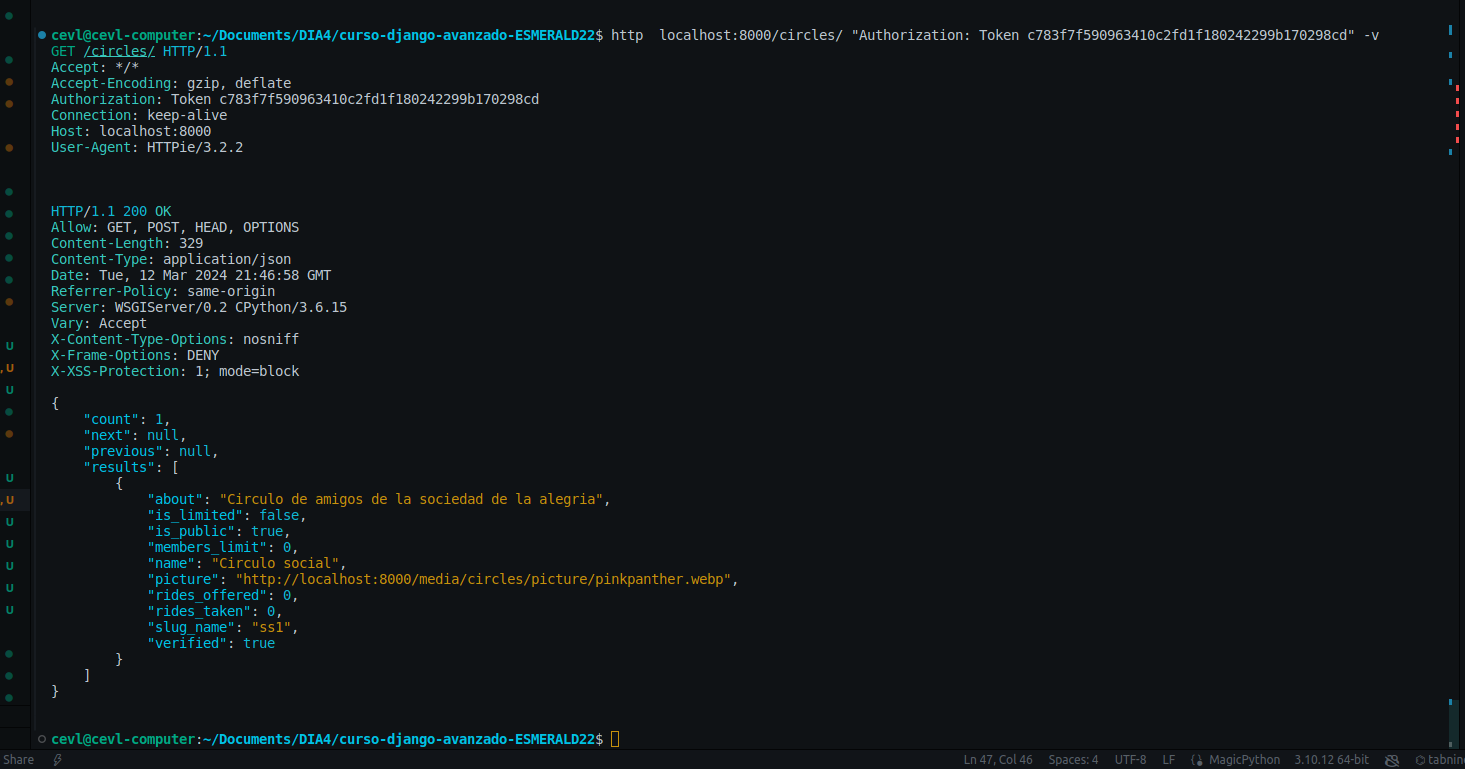 cevl@cevl-computer:~/Documents/DIA4/curso-django-avanzado-ESMERALD22$ http  localhost:8000/circles/ "Authorization: Token c783f7f590963410c2fd1f180242299b170298cd" -v
GET /circles/ HTTP/1.1
Accept: */*
Accept-Encoding: gzip, deflate
Authorization: Token c783f7f590963410c2fd1f180242299b170298cd
Connection: keep-alive
Host: localhost:8000
User-Agent: HTTPie/3.2.2
HTTP/1.1 200 OK
Allow: GET, POST, HEAD, OPTIONS
Content-Length: 329
Content-Type: application/json
Date: Tue, 12 Mar 2024 21:46:58 GMT
Referrer-Policy: same-origin
Server: WSGIServer/0.2 CPython/3.6.15
Vary: Accept
U X-Content-Type-Options: nosniff
X-Frame-Options: DENY
,U X-XSS-Protection: 1; mode=block
U
{
    "count": 1,
    "next": null,
    "previous": null,
    "results": [
U
        {
,U            "about": "Circulo de amigos de la sociedad de la alegria",
            "is_limited": false,
U            "is_public": true,
U            "members_limit": 0,
U            "name": "Circulo social",
            "picture": "http://localhost:8000/media/circles/picture/pinkpanther.webp",
U            "rides_offered": 0,
U            "rides_taken": 0,
            "slug_name": "ss1",
            "verified": true
        }
    ]
}
cevl@cevl-computer:~/Documents/DIA4/curso-django-avanzado-ESMERALD22$
Share Ln 47, Col 46 Spaces: 4 UTF-8 LF MagicPython 3.10.12 64-bit tabnin